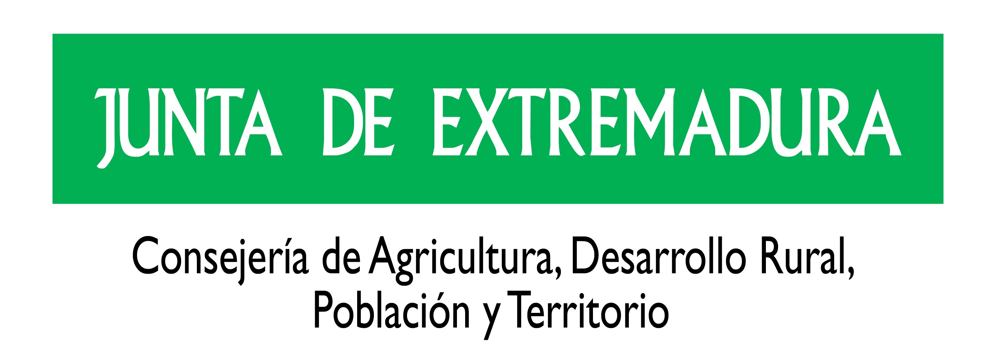 JUNTA DE EXTREMADURA
Consejería de Agricultura, Desarrollo Rural,
Población y Territorio